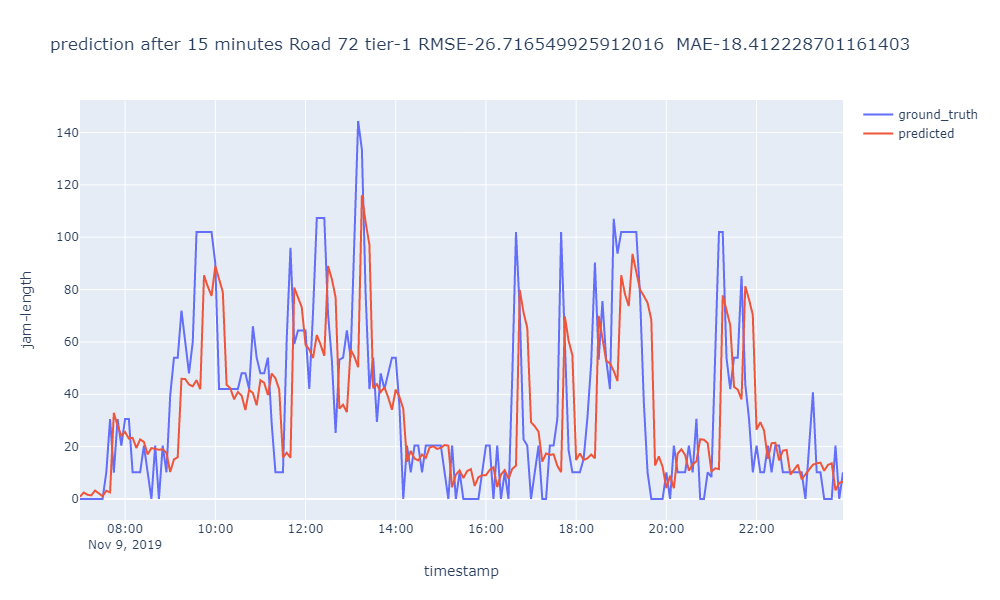 prediction after 15 minutes Road 72 tier-1 RMSE-26.716549925912016 MAE-18.412228701161403
ground_truth
predicted
140
120
100
80
60
40
20
0
jam-length
08:00 10:00 12:00 14:00 16:00 18:00 20:00 22:00
Nov 9, 2019
timestamp